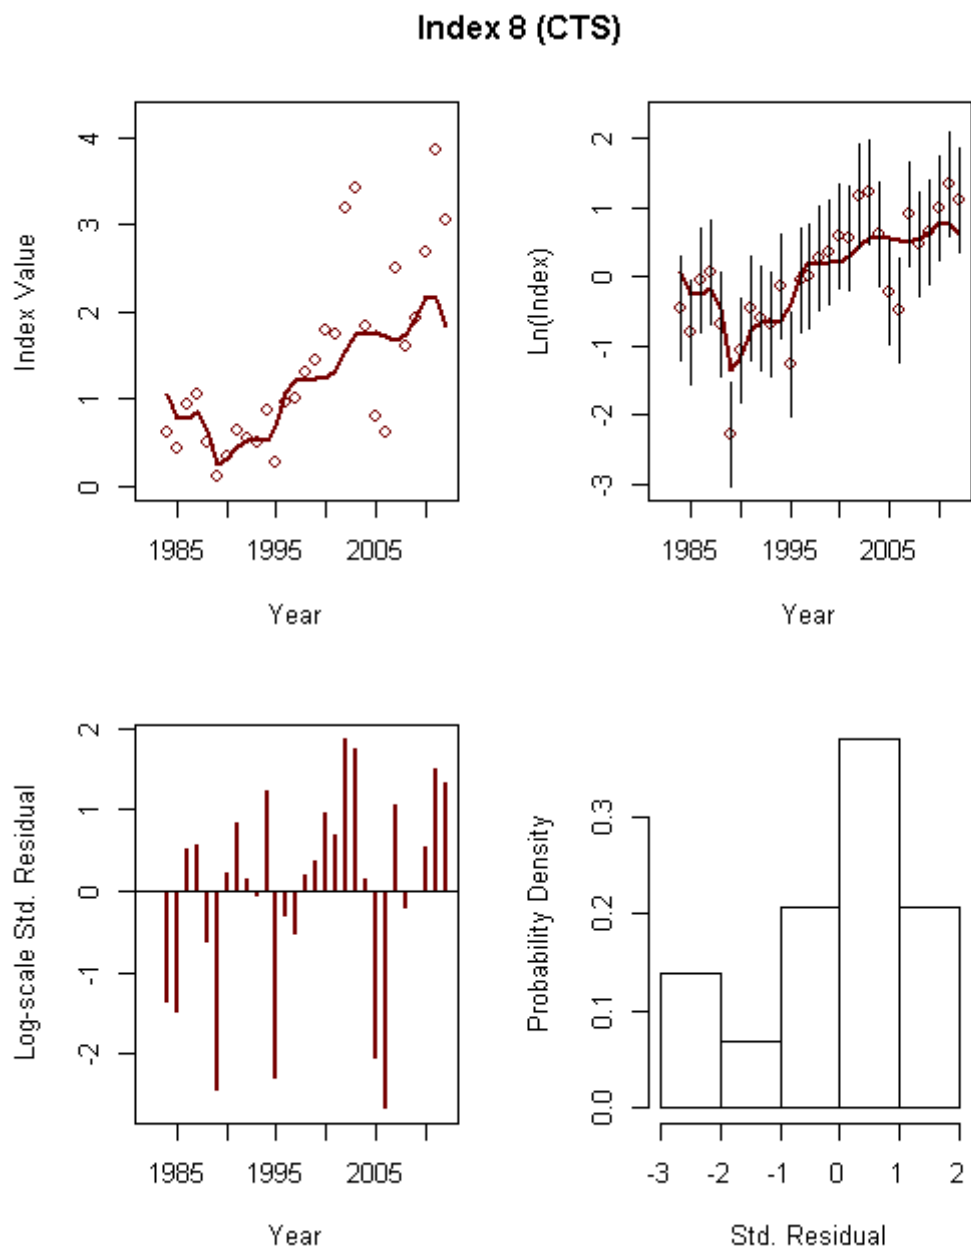 Index 8 (CTS)
Index Value
4
3
2
1
0
1985 1995 2005
Year
Ln(Index)
2
1
0
-1
-2
-3
1985 1995 2005
Year
Log-scale Std. Residual
2
1
0
-1
-2
1985 1995 2005
Year
Probability Density
0.3
0.2
0.1
0.0
-3 -2 -1 0 1 2
Std. Residual